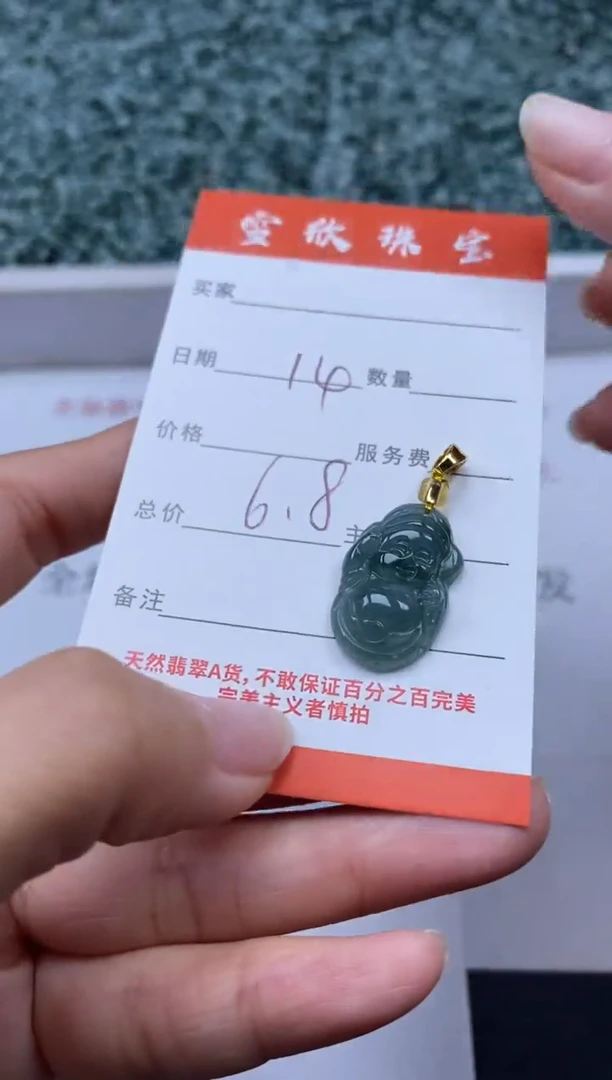 雪欣珠宝
买家
日期 14 数量
价格 服务费
总价 6.8 主
备注
天然翡翠A货,不敢保证百分之百完美
完美主义者慎拍